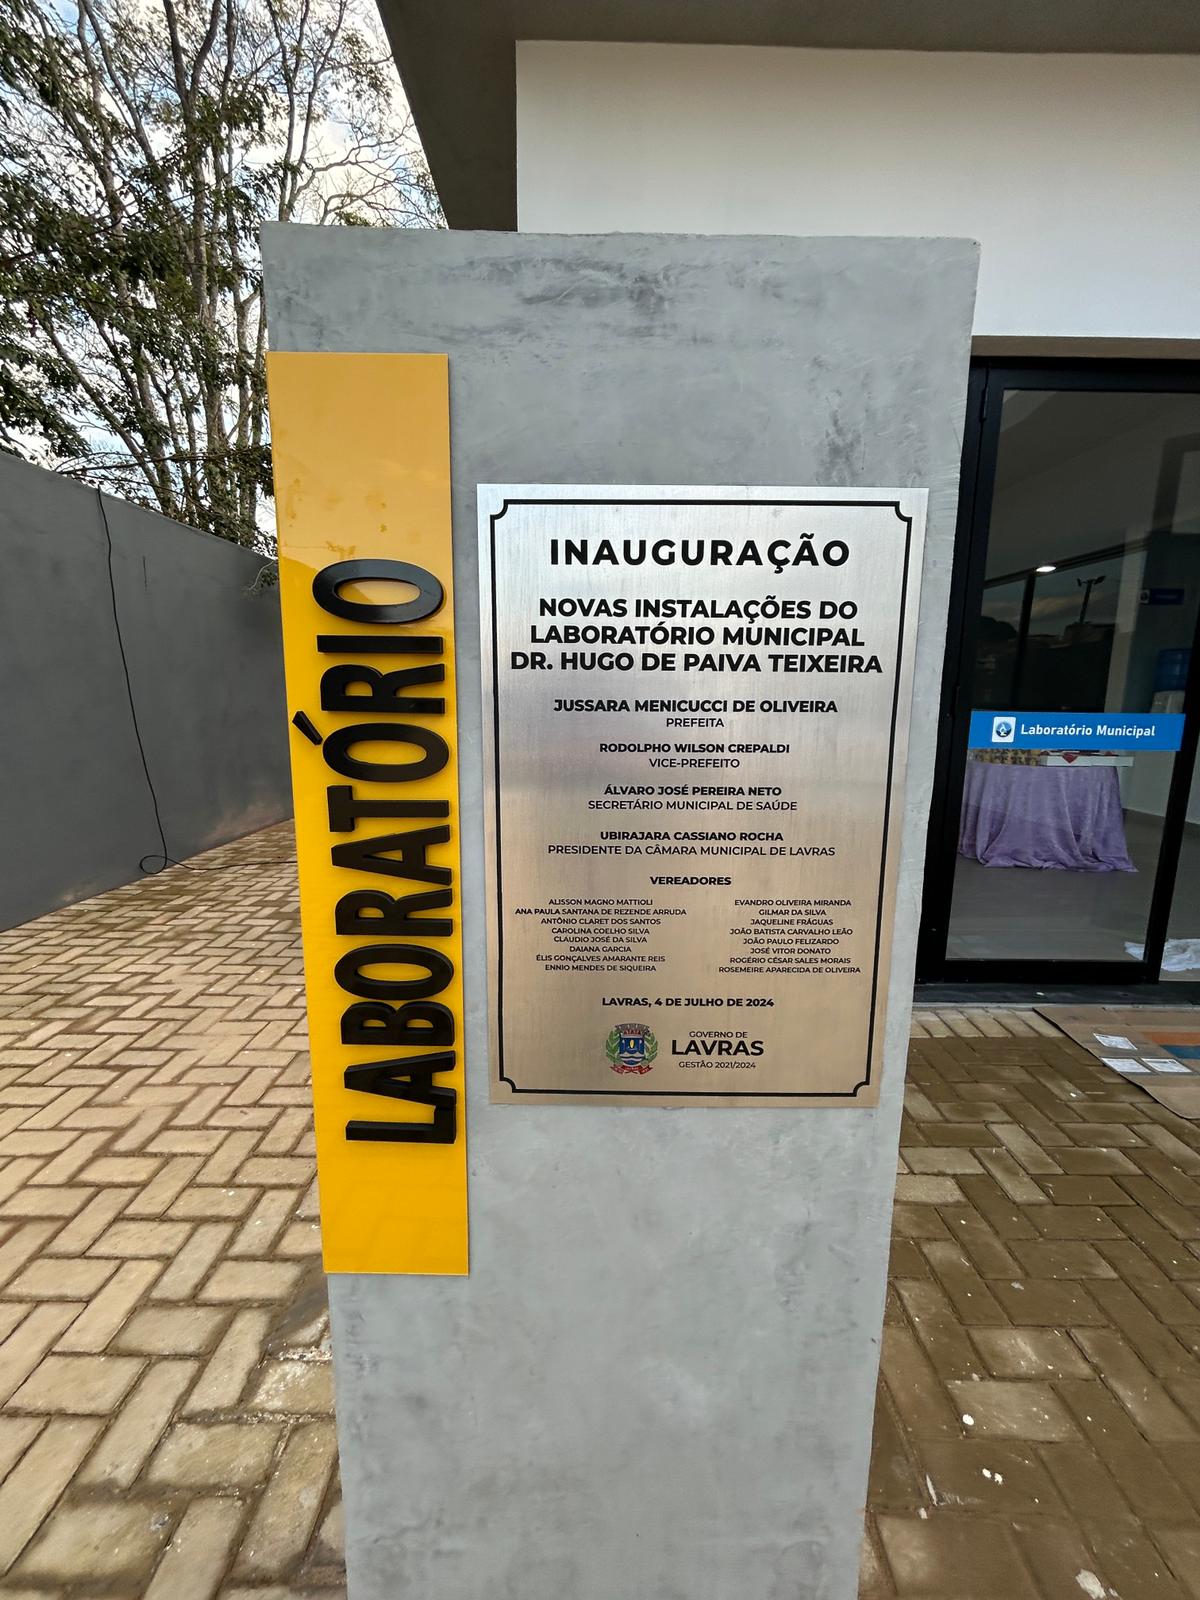 LABORATÓRIO
INAUGURAÇÃO
NOVAS INSTALAÇÕES DO
LABORATÓRIO MUNICIPAL
DR. HUGO DE PAIVA TEIXEIRA
JUSSARA MENICUCCI DE OLIVEIRA
PREFEITA
RODOLPHO WILSON CREPALDI
VICE-PREFEITO
ÁLVARO JOSÉ PEREIRA NETO
SECRETÁRIO MUNICIPAL DE SAÚDE
UBIRAJARA CASSIANO ROCHA
PRESIDENTE DA CÂMARA MUNICIPAL DE LAVRAS
VEREADORES
ALISSON MAGNO MATTIOLI
ANA PAULA SANTANA DE REZENDE ARRUDA
ANTÔNIO CLARET DOS SANTOS
CAROLINA COELHO SILVA
CLAUDIO JOSÉ DA SILVA
DAIANA GARCIA
ÉLIS GONÇALVES AMARANTE REIS
ENNIO MENDES DE SIQUEIRA
EVANDRO OLIVEIRA MIRANDA
GILMAR DA SILVA
JAQUELINE FRÁGUAS
JOÃO BATISTA CARVALHO LEÃO
JOÃO PAULO FELIZARDO
JOSÉ VITOR DONATO
ROGÉRIO CÉSAR SALES MORAIS
ROSEMEIRE APARECIDA DE OLIVEIRA
LAVRAS, 4 DE JULHO DE 2024
GOVERNO DE
LAVRAS
GESTÃO 2021/2024
Laboratório Municipal